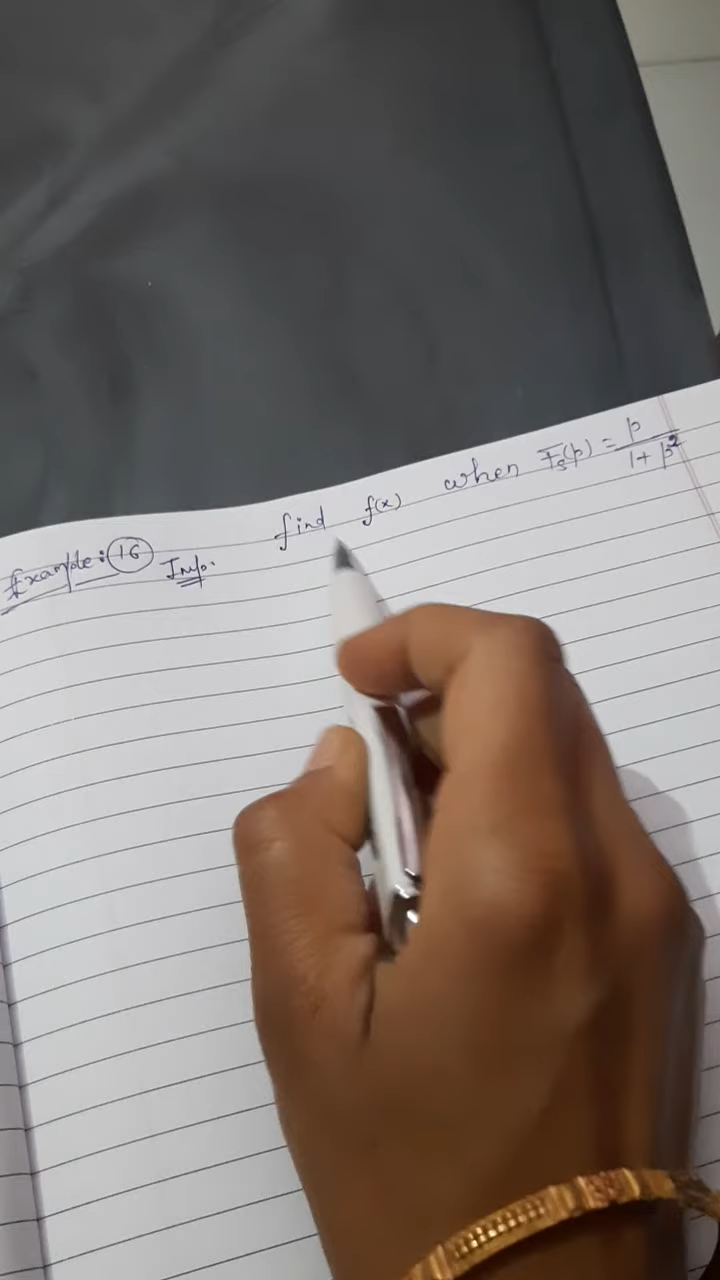 Example: 16 Imp. find f(x) when Fs(p) = p/1+p²